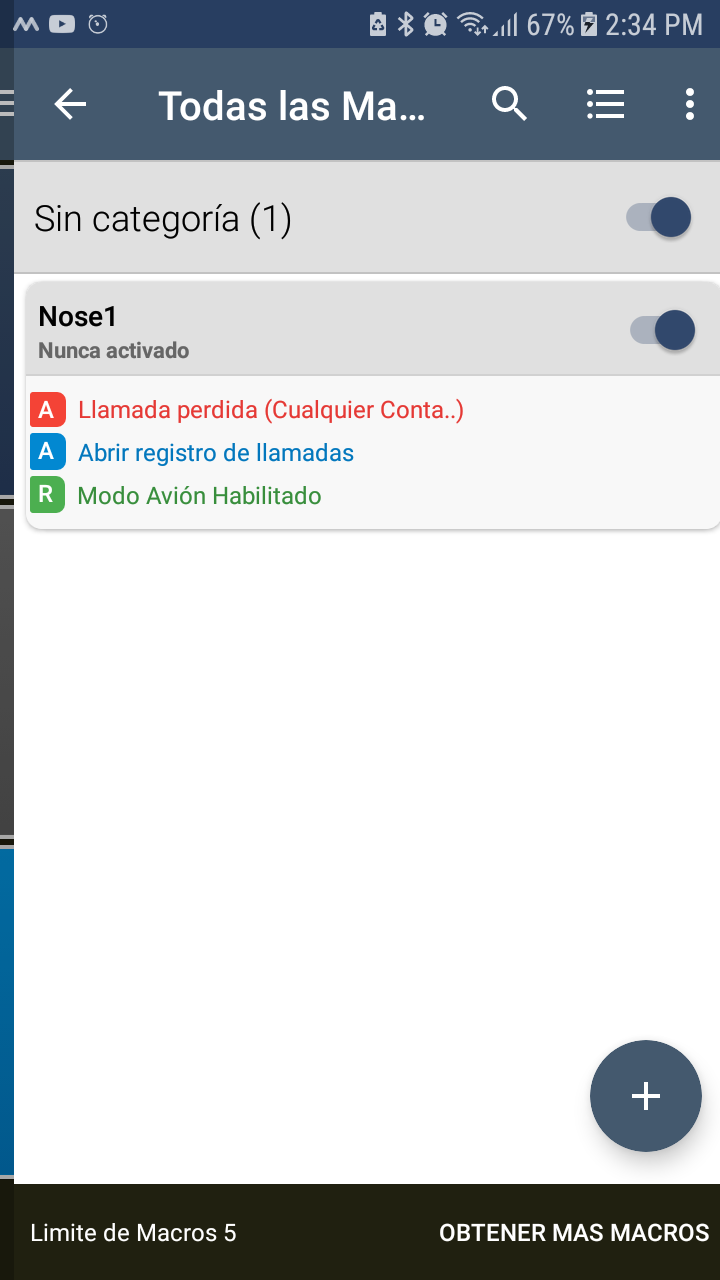 67% 2:34 PM
Todas las Ma...
Sin categoría (1)
Nose1
Nunca activado
A Llamada perdida (Cualquier Conta..)
A Abrir registro de llamadas
R Modo Avión Habilitado
Limite de Macros 5 OBTENER MAS MACROS